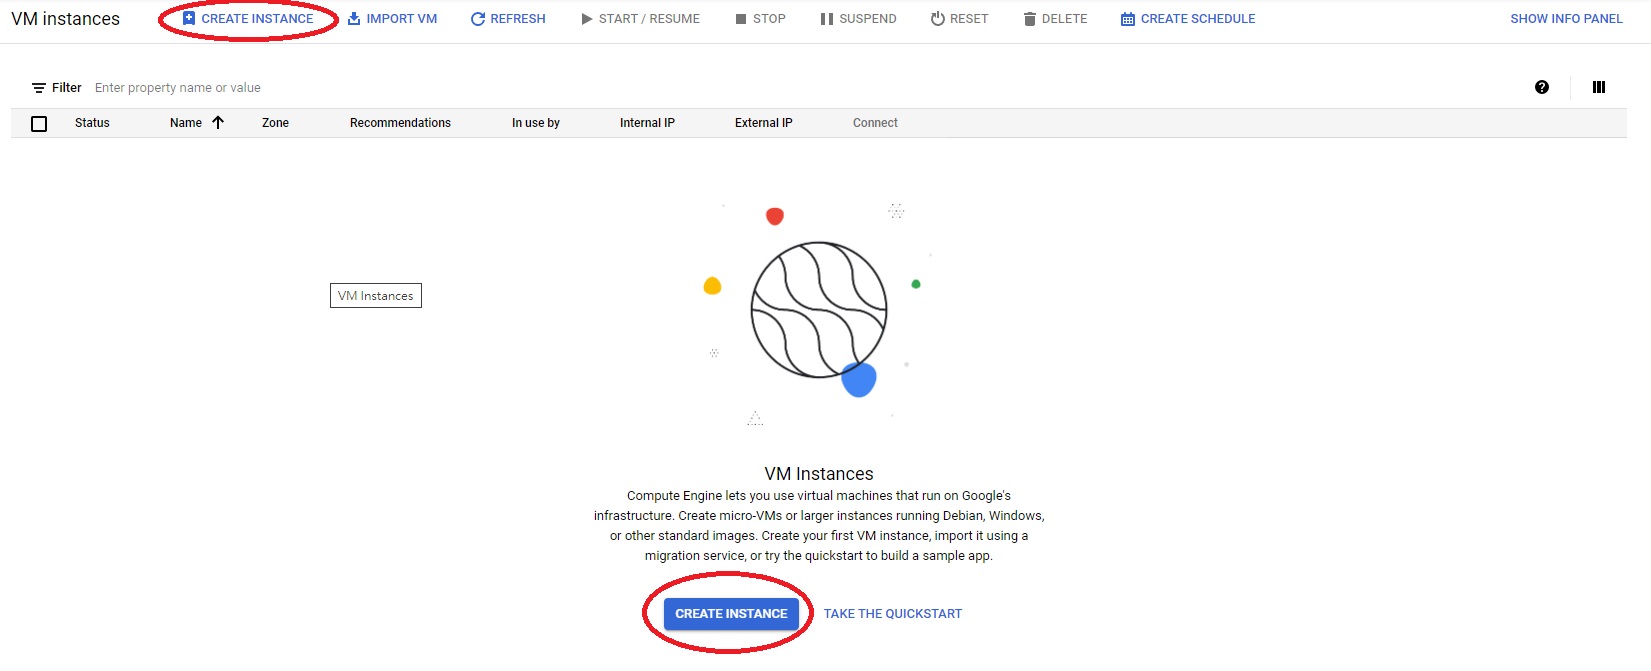 VM instances CREATE INSTANCE IMPORT VM REFRESH START / RESUME STOP SUSPEND RESET DELETE CREATE SCHEDULE SHOW INFO PANEL
Filter Enter property name or value
Status Name Zone Recommendations In use by Internal IP External IP Connect
VM Instances
VM Instances
Compute Engine lets you use virtual machines that run on Google's
infrastructure. Create micro-VMs or larger instances running Debian, Windows,
or other standard images. Create your first VM instance, import it using a
migration service, or try the quickstart to build a sample app.
CREATE INSTANCE TAKE THE QUICKSTART